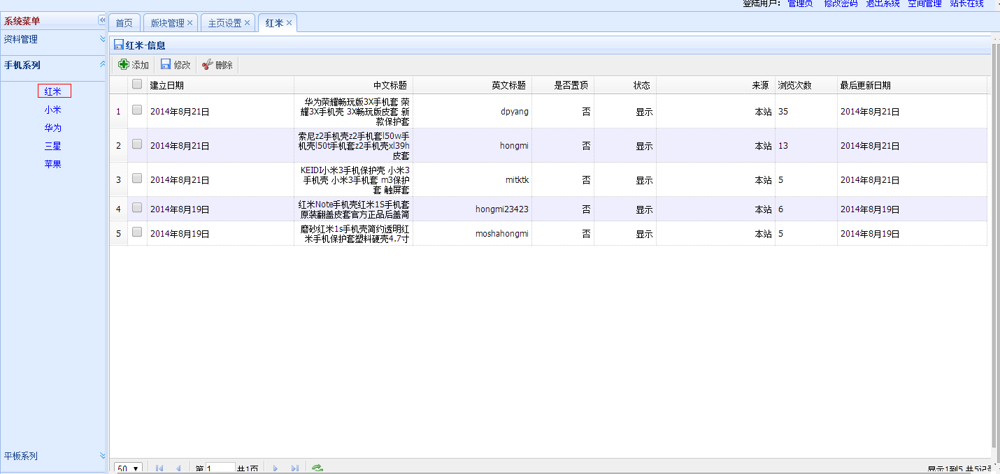 登陆用户： 管理员 修改密码 退出系统 空间管理 站长在线
系统菜单
资料管理
手机系列
红米
小米
华为
三星
苹果
平板系列
首页 版块管理 主页设置 红米
红米-信息
添加 修改 删除
建立日期 中文标题 英文标题 是否置顶 状态 来源 浏览次数 最后更新日期
1 2014年8月21日 华为荣耀畅玩版3X手机套 荣
耀3X手机壳 3X畅玩版皮套 新
款保护套 dpyang 否 显示 本站 35 2014年8月21日
2 2014年8月21日 索尼z2手机壳z2手机套l50w手
机壳l50t手机套z2手机壳xl39h
皮套 hongmi 否 显示 本站 13 2014年8月21日
3 2014年8月21日 KEIDI小米3手机保护壳 小米3
手机壳 小米3手机套 m3保护
套 触屏套 mitktk 否 显示 本站 5 2014年8月21日
4 2014年8月19日 红米Note手机壳红米1S手机套
原装翻盖皮套官方正品后盖简 hongmi23423 否 显示 本站 6 2014年8月19日
5 2014年8月19日 磨砂红米1s手机壳简约透明红
米手机保护套塑料硬壳4.7寸 moshahongmi 否 显示 本站 5 2014年8月19日
50 第 1 共1页 显示1到5 共5记录